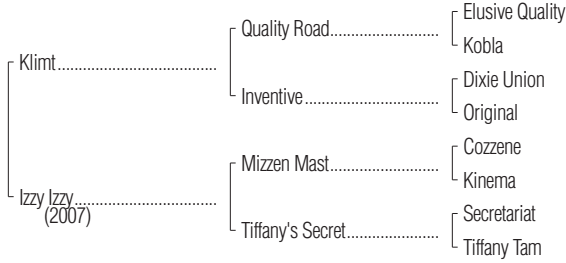 Elusive Quality
Quality Road..................................
Kobla
Klimt.....................................
Dixie Union
Inventive...............................
Original
Cozzene
Mizzen Mast..........................
Kinema
Izzy Izzy.................................
(2007)
Secretariat
Tiffany's Secret......................
Tiffany Tam